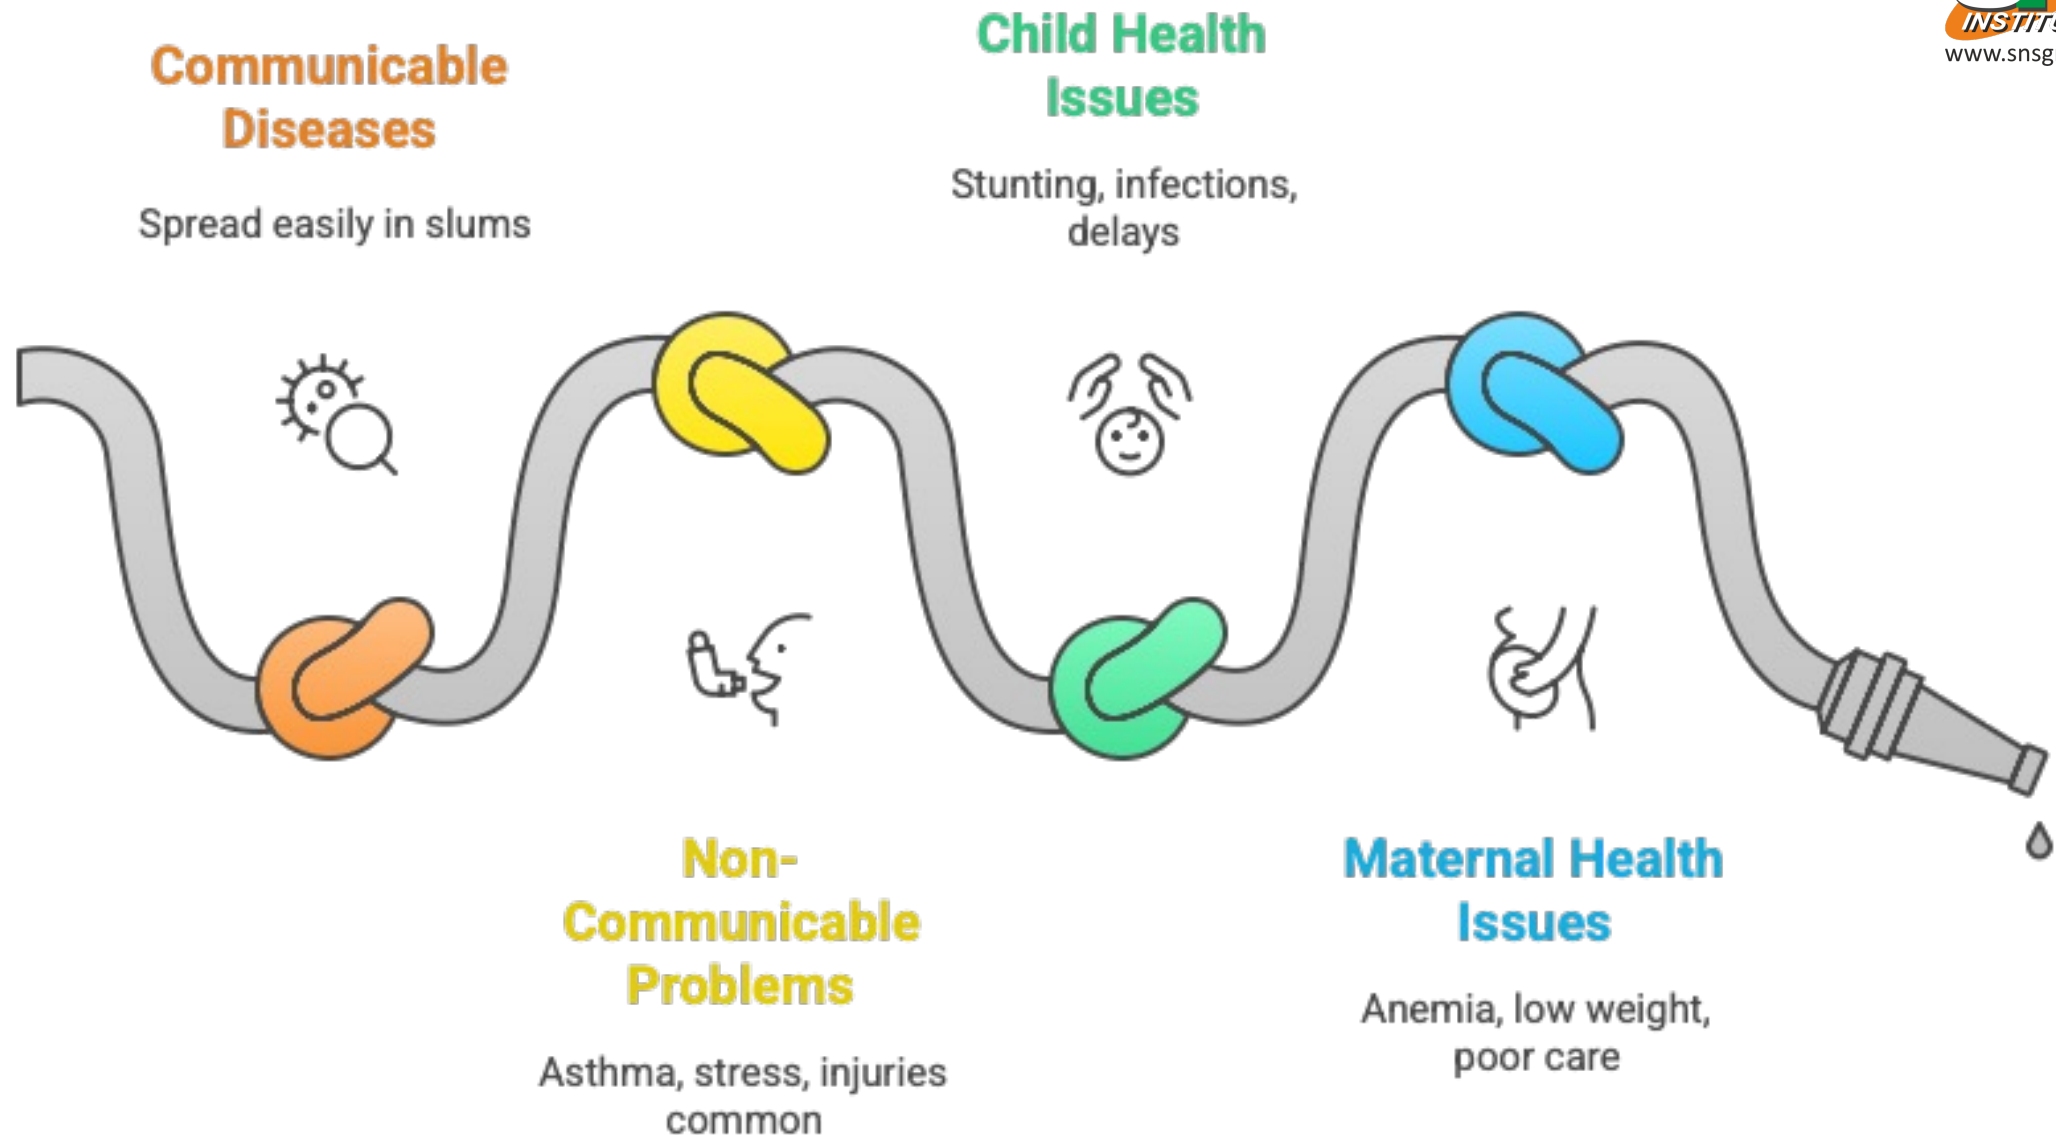 Communicable
Diseases
Spread easily in slums
Non-
Communicable
Problems
Asthma, stress, injuries
common
Child Health
Issues
Stunting, infections,
delays
Maternal Health
Issues
Anemia, low weight,
poor care